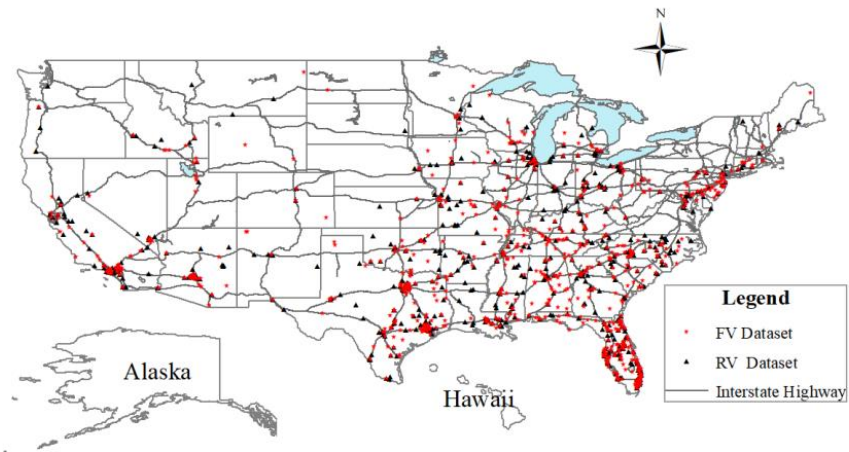 N
Legend
FV Dataset
RV Dataset
Interstate Highway
Alaska
Hawaii